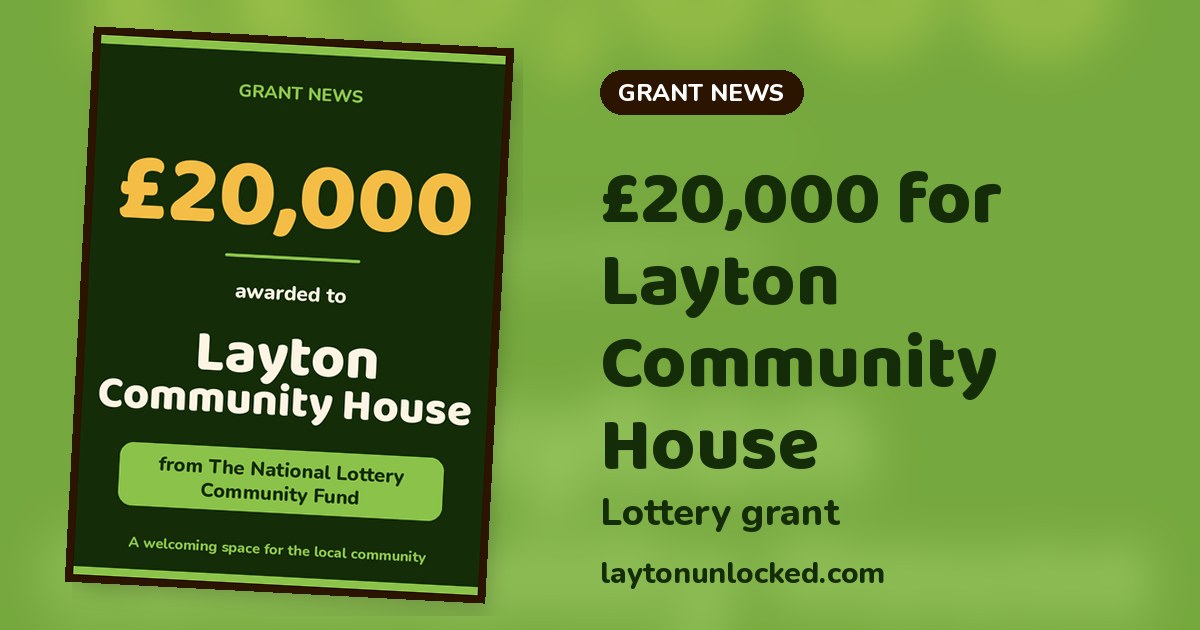 GRANT NEWS
£20,000
awarded to
Layton
Community House
from The National Lottery
Community Fund
A welcoming space for the local community
GRANT NEWS
£20,000 for
Layton
Community
House
Lottery grant
laytonunlocked.com